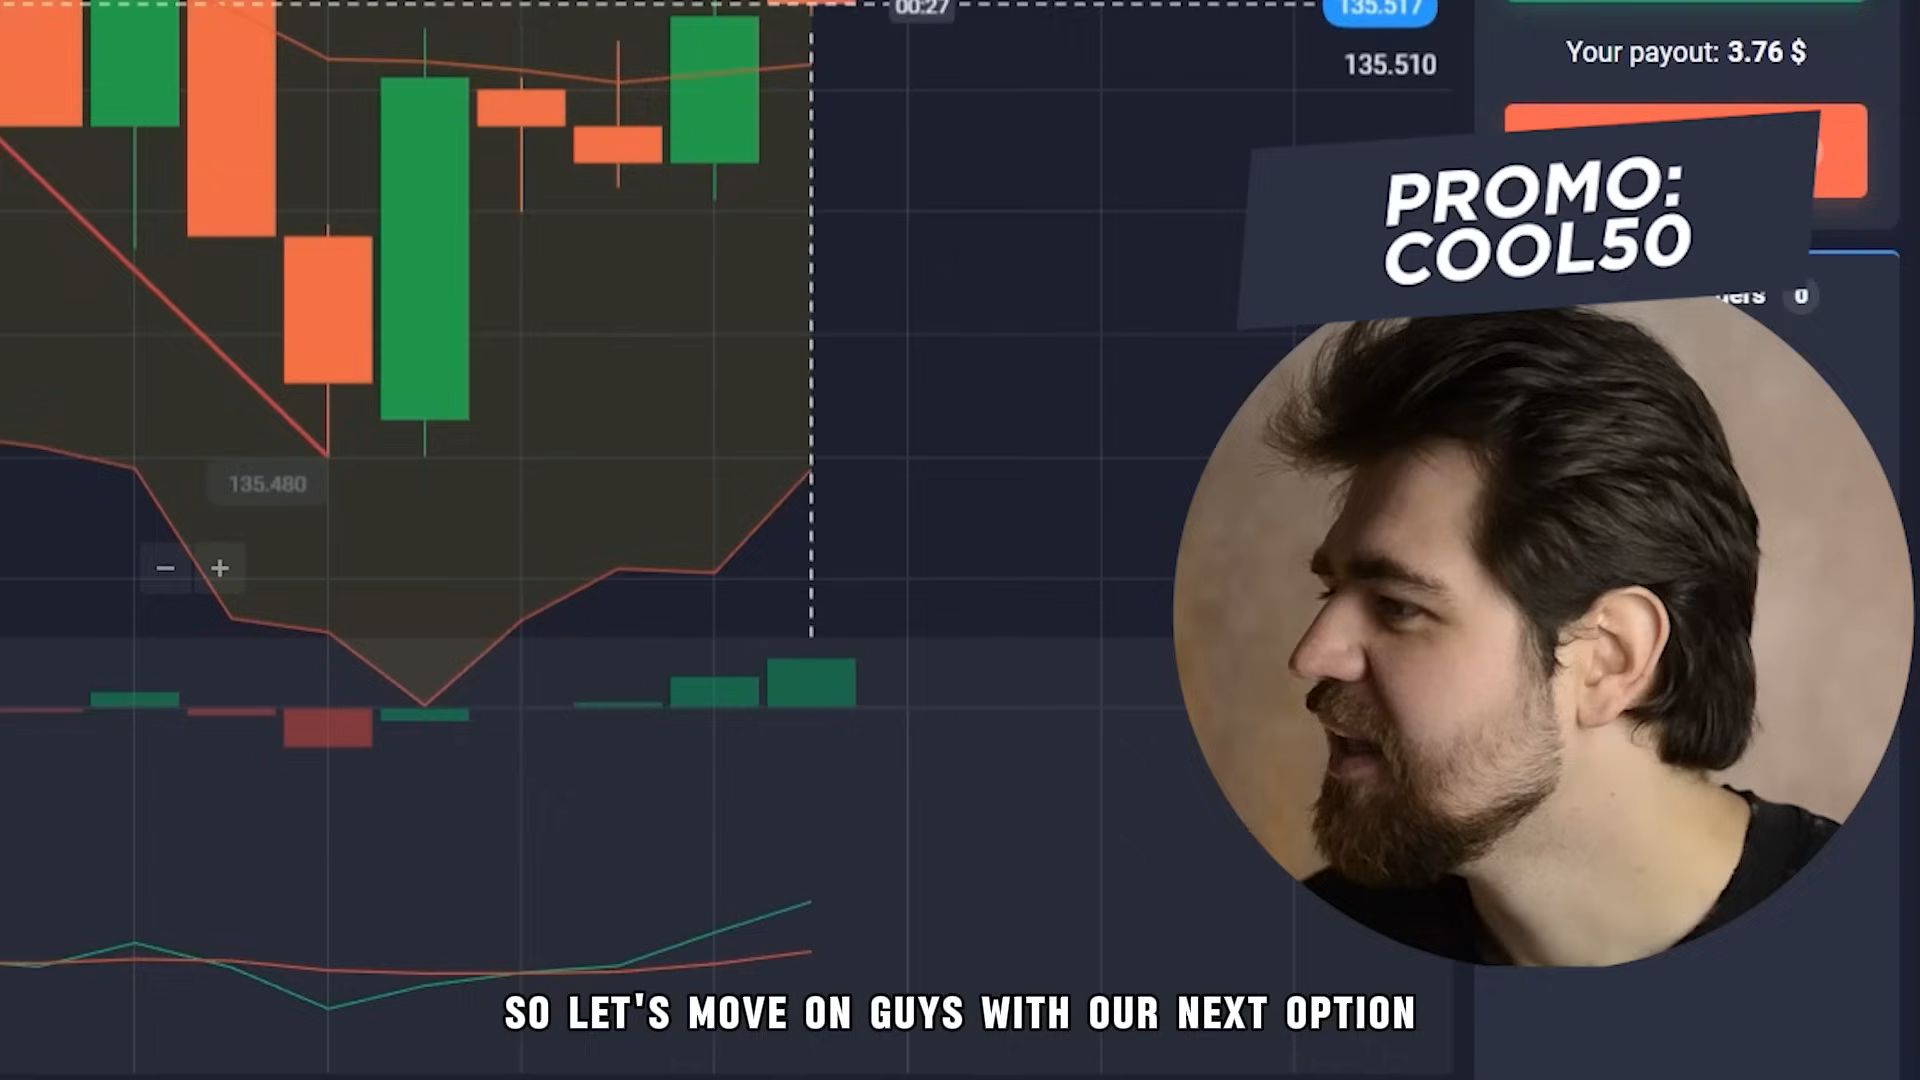 00:27
135.517
135.510
Your payout: 3.76 $
PROMO:
COOL50
0
135.480
− +
SO LET'S MOVE ON GUYS WITH OUR NEXT OPTION